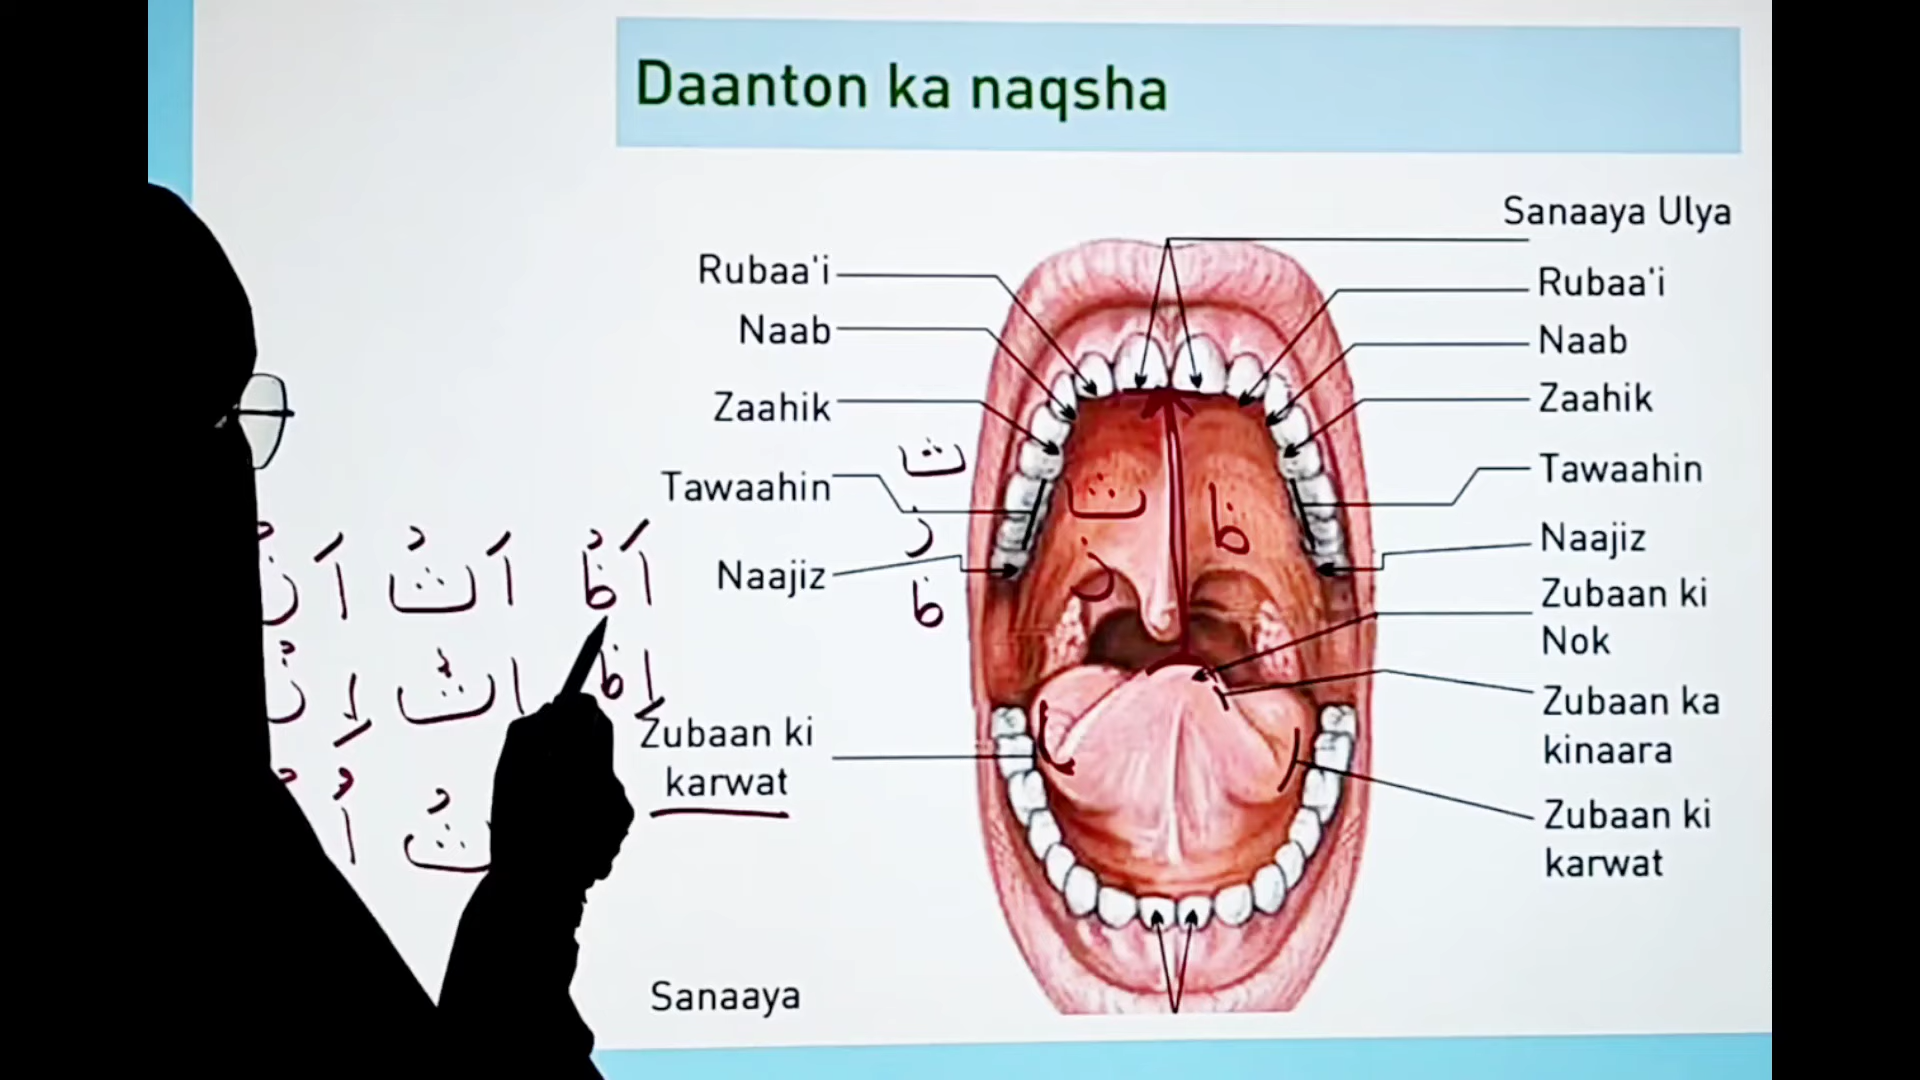 Daanton ka naqsha
Sanaaya Ulya
Rubaa'i
Naab
Zaahik
Tawaahin
Naajiz
Zubaan ki
karwat
Sanaaya
Rubaa'i
Naab
Zaahik
Tawaahin
Naajiz
Zubaan ki
Nok
Zubaan ka
kinaara
Zubaan ki
karwat
ث
ذ
ظ
ث
ظ
ذ
اَظْ اَثْ اَذْ
اِظْ اِثْ اِذْ